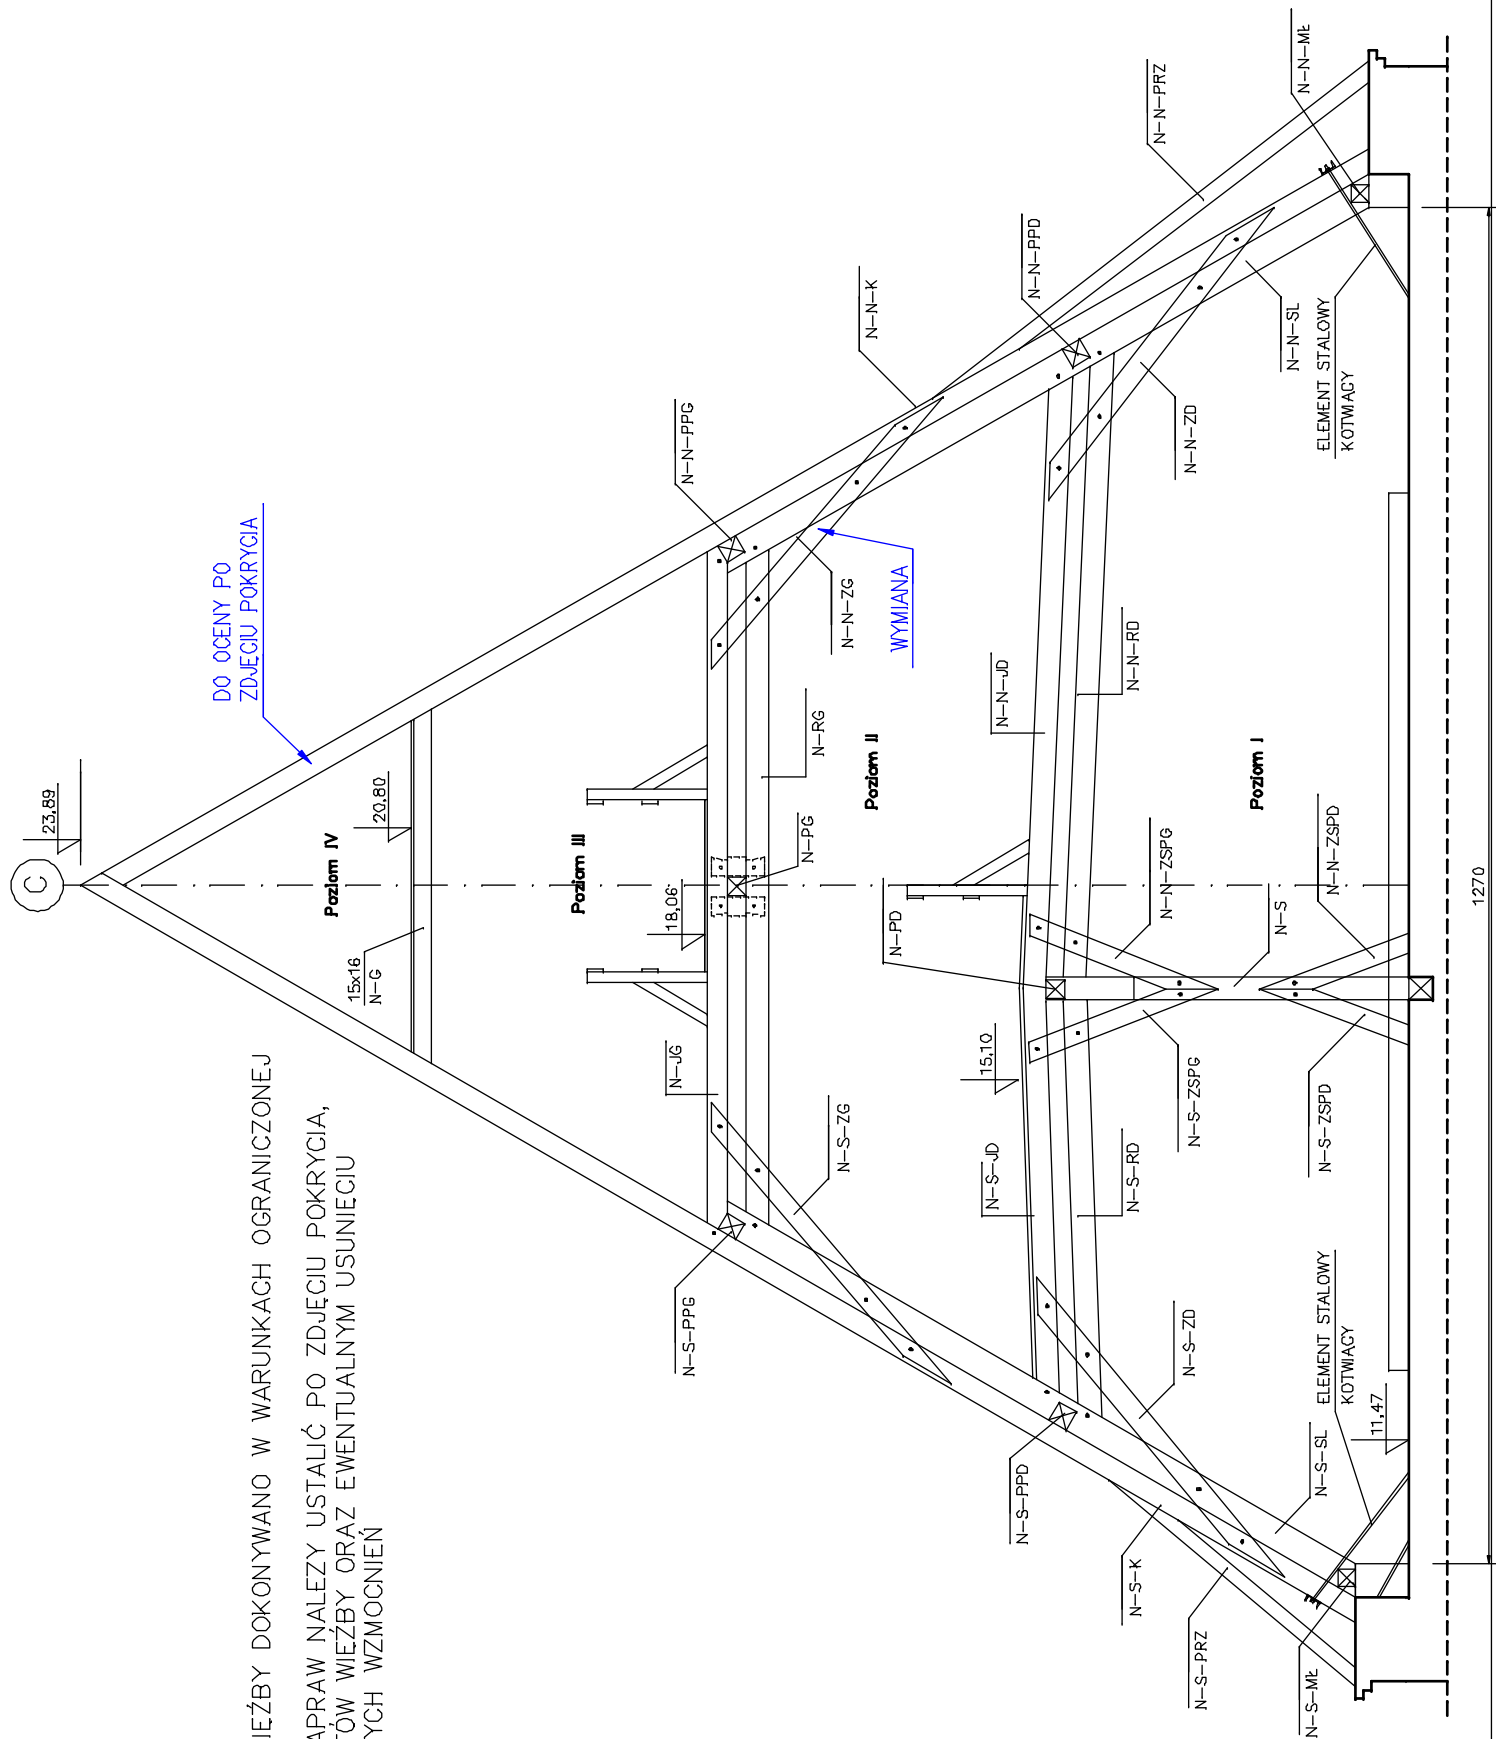 C
23,89
DO OCENY PO
ZDJĘCIU POKRYCIA
IĘŹBY DOKONYWANO W WARUNKACH OGRANICZONEJ
APRAW NALEŻY USTALIĆ PO ZDJĘCIU POKRYCIA,
TÓW WIĘŹBY ORAZ EWENTUALNYM USUNIĘCIU
YCH WZMOCNIEŃ
Poziom IV
20,80
15x16
N-G
Poziom III
18,06
N-JG
N-N-PPG
N-S-PPG
N-PG
N-RG
N-N-ZG
N-S-ZG
N-N-K
WYMIANA
Poziom II
N-PD
15,10
N-N-JD
N-S-JD
N-N-RD
N-S-RD
N-N-PPD
N-S-PPD
N-N-PRZ
N-N-ZD
N-S-ZD
N-N-ZSPG
N-S-ZSPG
N-S-K
N-S-PRZ
Poziom I
N-S
N-N-ZSPD
N-S-ZSPD
N-N-SL
N-S-SL
N-N-MŁ
N-S-MŁ
ELEMENT STALOWY
KOTWIĄCY
ELEMENT STALOWY
KOTWIĄCY
11,47
1270